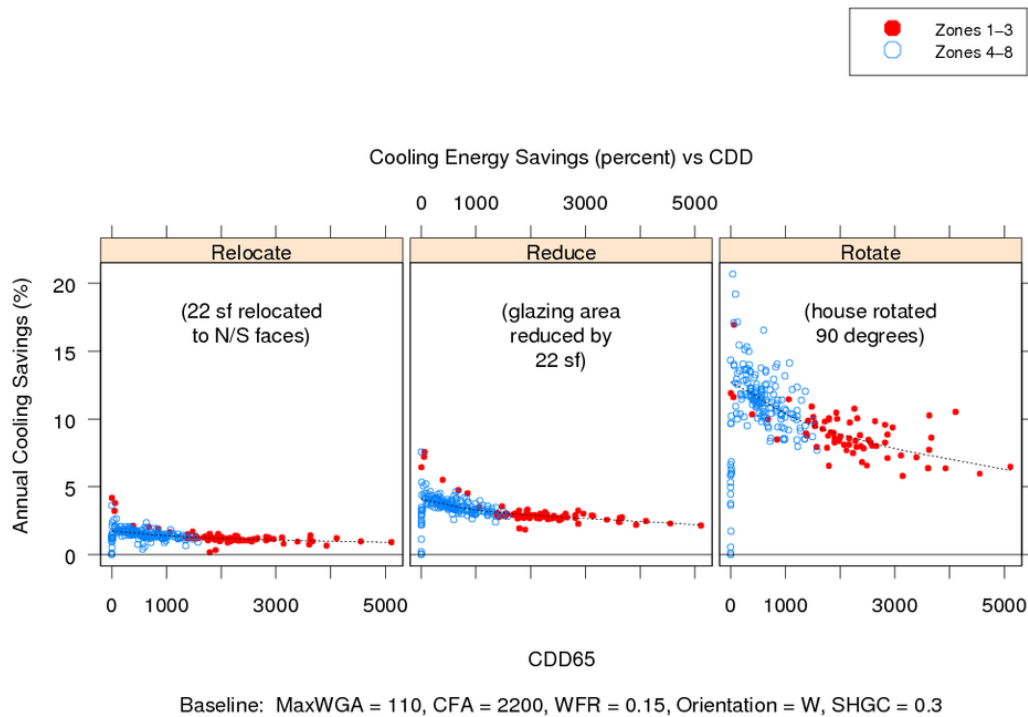 Zones 1–3
Zones 4–8
Cooling Energy Savings (percent) vs CDD
0 1000 3000 5000
Relocate Reduce Rotate
Annual Cooling Savings (%)
20
15
10
5
0
(22 sf relocated
to N/S faces)
(glazing area
reduced by
22 sf)
(house rotated
90 degrees)
0 1000 3000 5000 0 1000 3000 5000
CDD65
Baseline: MaxWGA = 110, CFA = 2200, WFR = 0.15, Orientation = W, SHGC = 0.3